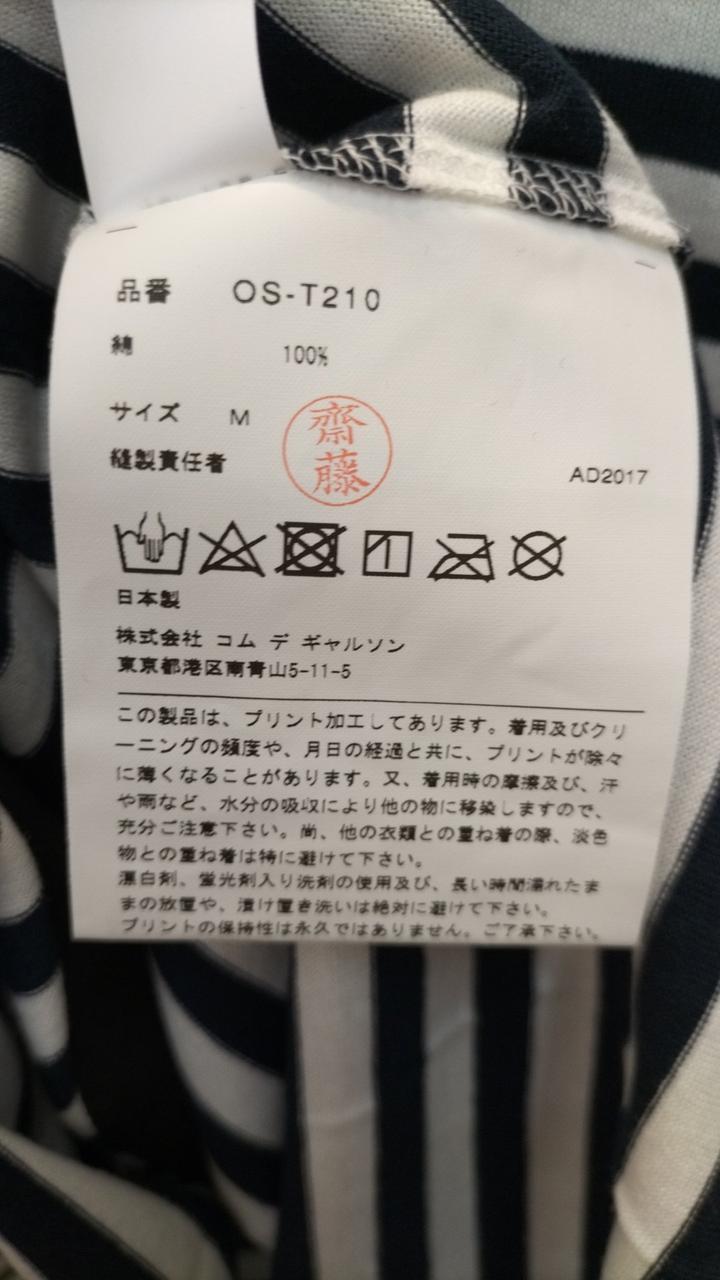 品番 OS-T210
綿 100%
サイズ M
縫製責任者
齋藤
AD2017
日本製
株式会社 コム デ ギャルソン
東京都港区南青山5-11-5
この製品は、プリント加工してあります。着用及びクリ
ーニングの頻度や、月日の経過と共に、プリントが除々
に薄くなることがあります。又、着用時の摩擦及び、汗
や雨など、水分の吸収により他の物に移染しますので、
充分ご注意下さい。尚、他の衣類との重ね着の際、淡色
物との重ね着は特に避けて下さい。
漂白剤、蛍光剤入り洗剤の使用及び、長い時間濡れたま
まの放置や、漬け置き洗いは絶対に避けて下さい。
プリントの保持性は永久ではありません。ご了承下さい。